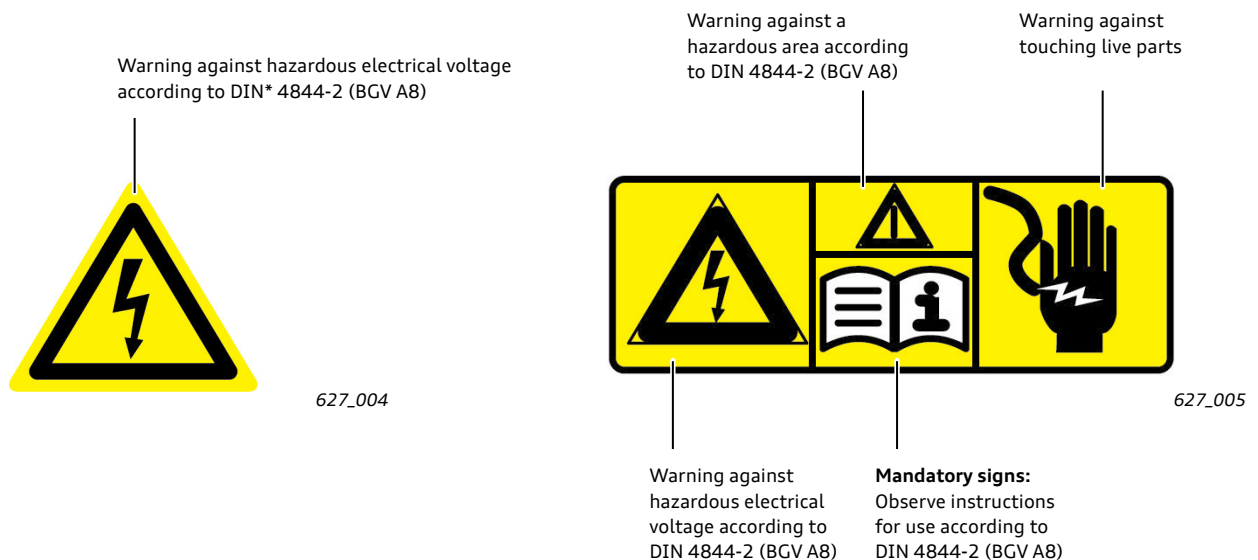 Warning against hazardous electrical voltage
according to DIN* 4844-2 (BGV A8)
627_004
Warning against a
hazardous area according
to DIN 4844-2 (BGV A8)
Warning against
touching live parts
627_005
Warning against
hazardous electrical
voltage according to
DIN 4844-2 (BGV A8)
Mandatory signs:
Observe instructions
for use according to
DIN 4844-2 (BGV A8)